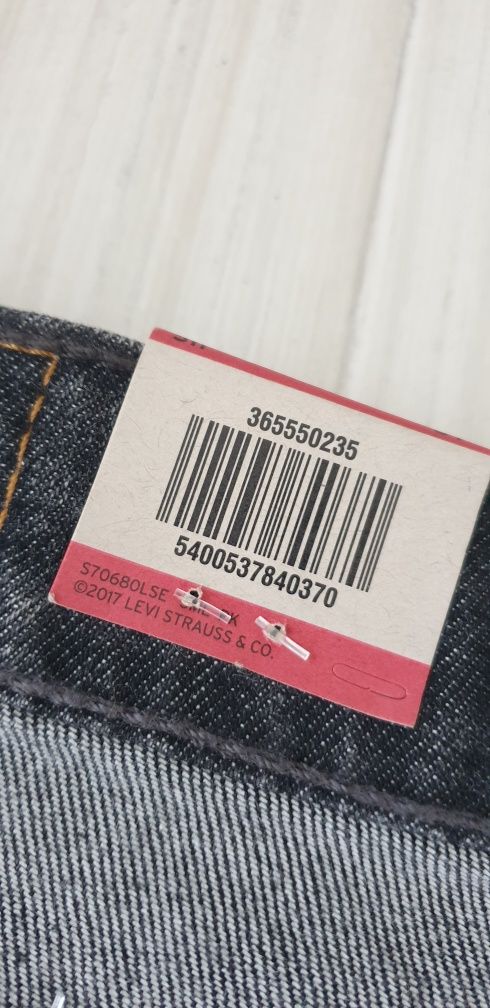 365550235
5400537840370
S70680LSE
©2017 LEVI STRAUSS & CO.